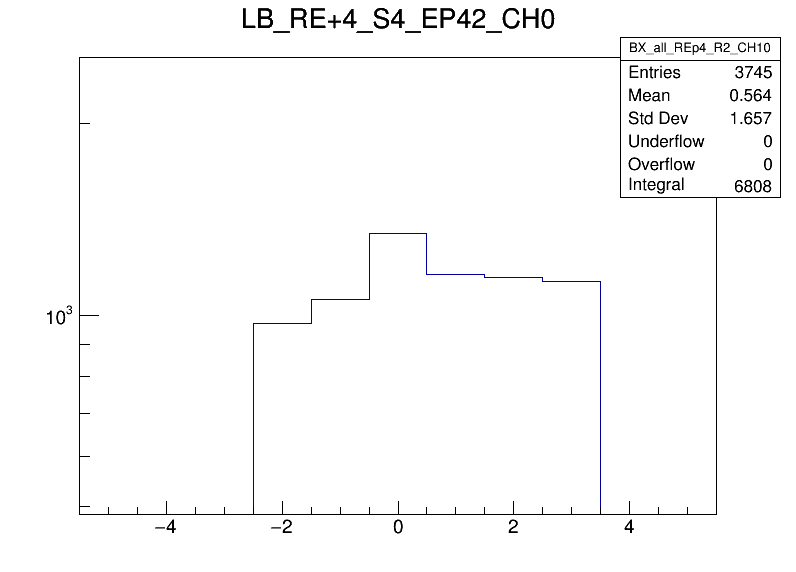 LB_RE+4_S4_EP42_CH0
BX_all_REp4_R2_CH10
Entries 3745
Mean 0.564
Std Dev 1.657
Underflow 0
Overflow 0
Integral 6808
10³
−4 −2 0 2 4